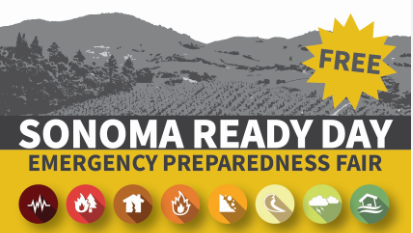 FREE
SONOMA READY DAY
EMERGENCY PREPAREDNESS FAIR